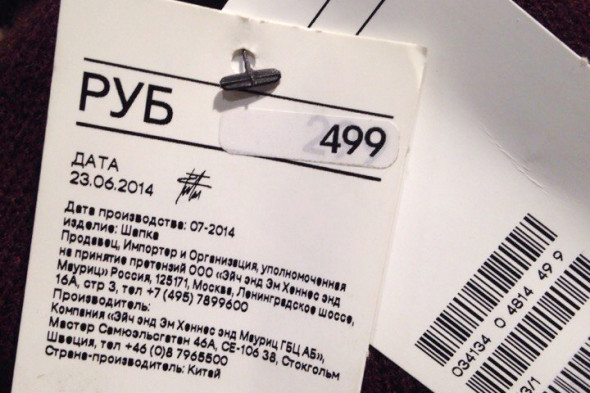 РУБ
499
ДАТА
23.06.2014
Дата производства: 07-2014
изделие: Шапка
Продавец, Импортер и Организация, уполномоченная
на принятие претензий ООО «Эйч энд Эм Хеннес энд
Мауриц» Россия, 125171, Москва, Ленинградское шоссе,
16А, стр 3, тел +7 (495) 7899600
Производитель:
Компания «Эйч энд Эм Хеннес энд Мауриц ГБЦ АБ»,
Мастер Самюэльсгатан 46А, СЕ-106 38, Стокгольм
Швеция, тел +46 (0)8 7965500
Страна-производитель: Китай
034134 0 4814 49 9